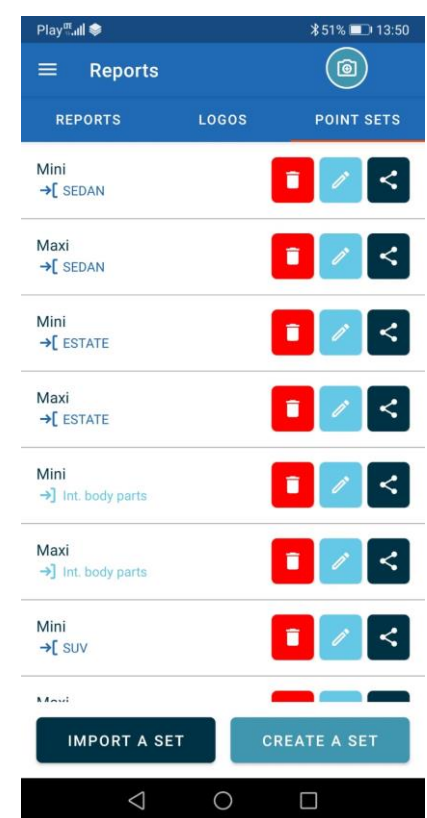 Play 51% 13:50
Reports
REPORTS LOGOS POINT SETS
Mini
SEDAN
Maxi
SEDAN
Mini
ESTATE
Maxi
ESTATE
Mini
Int. body parts
Maxi
Int. body parts
Mini
SUV
Maxi
IMPORT A SET CREATE A SET